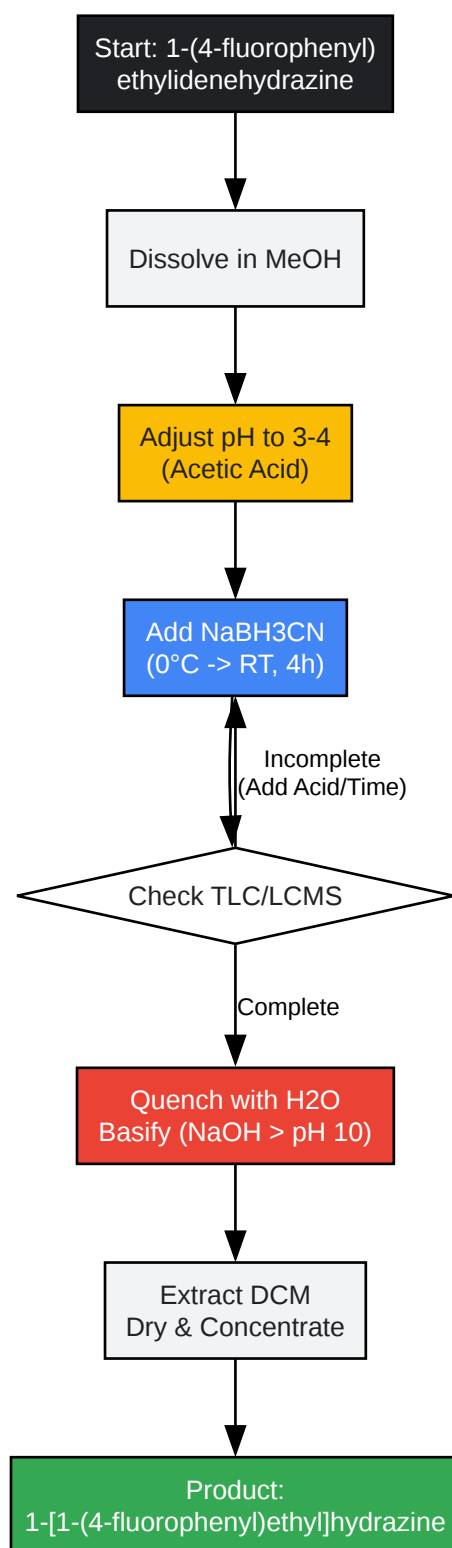 Start: 1-(4-fluorophenyl)
ethylidenehydrazine
Dissolve in MeOH
Adjust pH to 3-4
(Acetic Acid)
Add NaBH3CN
(0°C -> RT, 4h)
Incomplete
(Add Acid/Time)
Check TLC/LCMS
Complete
Quench with H2O
Basify (NaOH > pH 10)
Extract DCM
Dry & Concentrate
Product:
1-[1-(4-fluorophenyl)ethyl]hydrazine